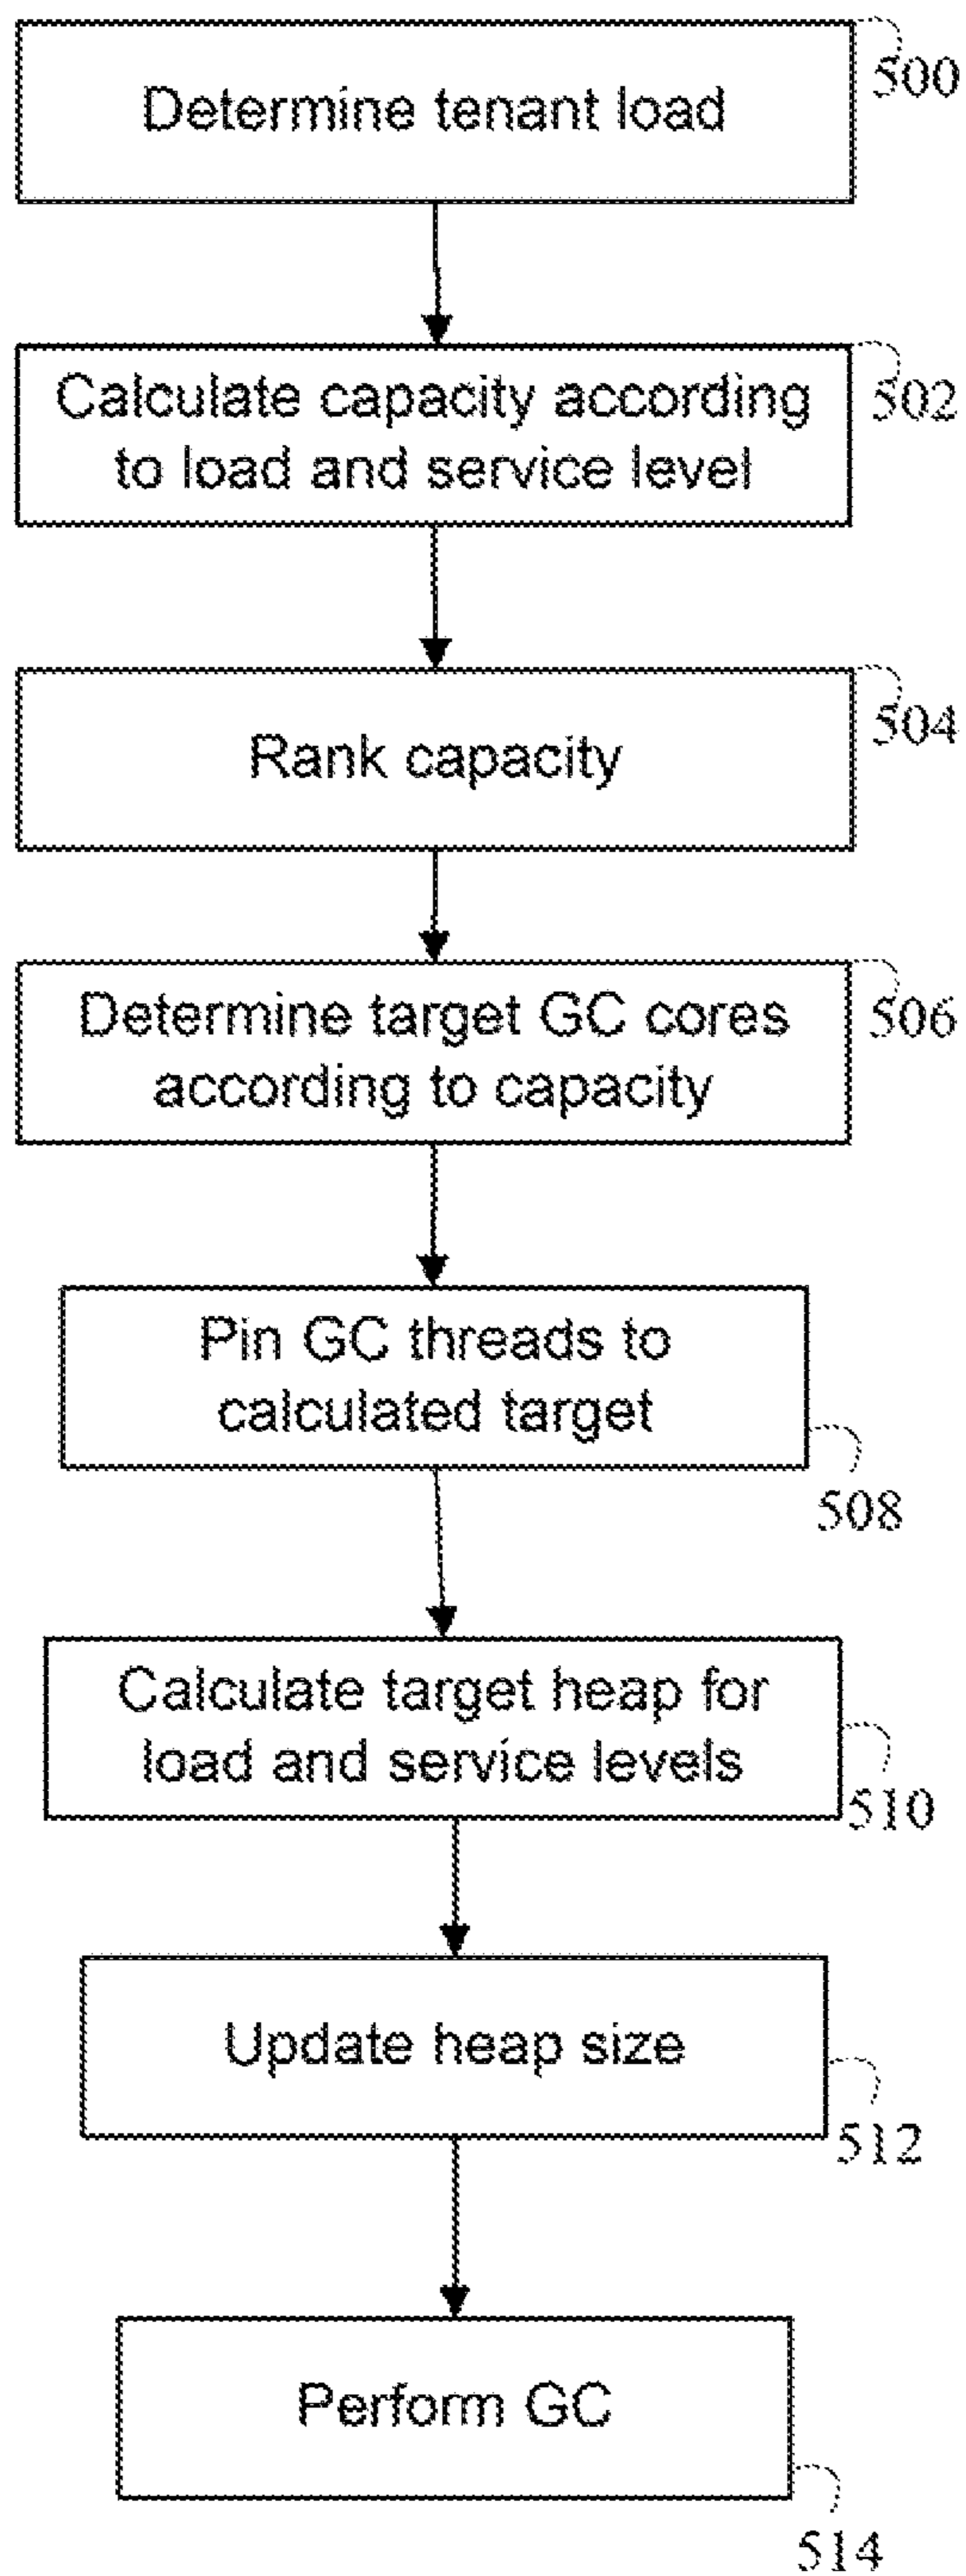 Determine tenant load
500
Calculate capacity according
to load and service level
502
Rank capacity
504
Determine target GC cores
according to capacity
506
Pin GC threads to
calculated target
508
Calculate target heap for
load and service levels
510
Update heap size
512
Perform GC
514